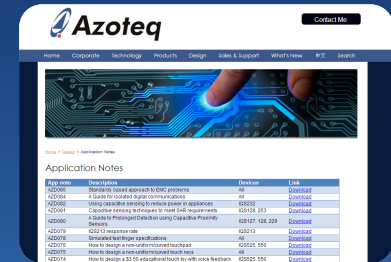 Azoteq
Contact Me
Home Corporate Technology Products Design Sales & Support What's New 中文 Search
Home > Design > Application Notes
Application Notes
App note Description Devices Link
AZD085 Standards based approach to EMC problems All Download
AZD084 A Guide for isolated digital communications All Download
AZD082 Using capacitive sensing to reduce power in appliances IQS232 Download
AZD081 Capacitive sensing techniques to meet SAR requirements IQS128, 253 Download
AZD080 A Guide to Prolonged Detection using Capacitive Proximity Sensors IQS127, 128, 229 Download
AZD079 IQS213 response rate IQS213 Download
AZD078 Simulated test finger specifications All Download
AZD076 How to design a non-uniform/curved touchpad IQS525, 550 Download
AZD075 How to design a non-uniform/curved touch keys All Download
AZD074 How to design a $3.50 educational touch toy with voice feedback IQS525, 550 Download